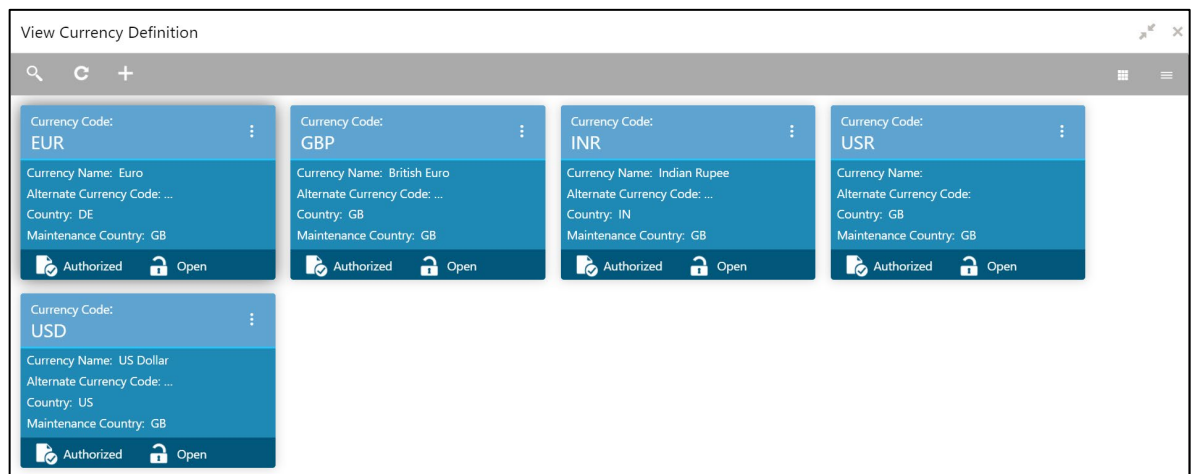 View Currency Definition
Currency Code:
EUR
Currency Name: Euro
Alternate Currency Code: ...
Country: DE
Maintenance Country: GB
Authorized Open
Currency Code:
GBP
Currency Name: British Euro
Alternate Currency Code: ...
Country: GB
Maintenance Country: GB
Authorized Open
Currency Code:
INR
Currency Name: Indian Rupee
Alternate Currency Code: ...
Country: IN
Maintenance Country: GB
Authorized Open
Currency Code:
USR
Currency Name:
Alternate Currency Code:
Country: GB
Maintenance Country: GB
Authorized Open
Currency Code:
USD
Currency Name: US Dollar
Alternate Currency Code: ...
Country: US
Maintenance Country: GB
Authorized Open